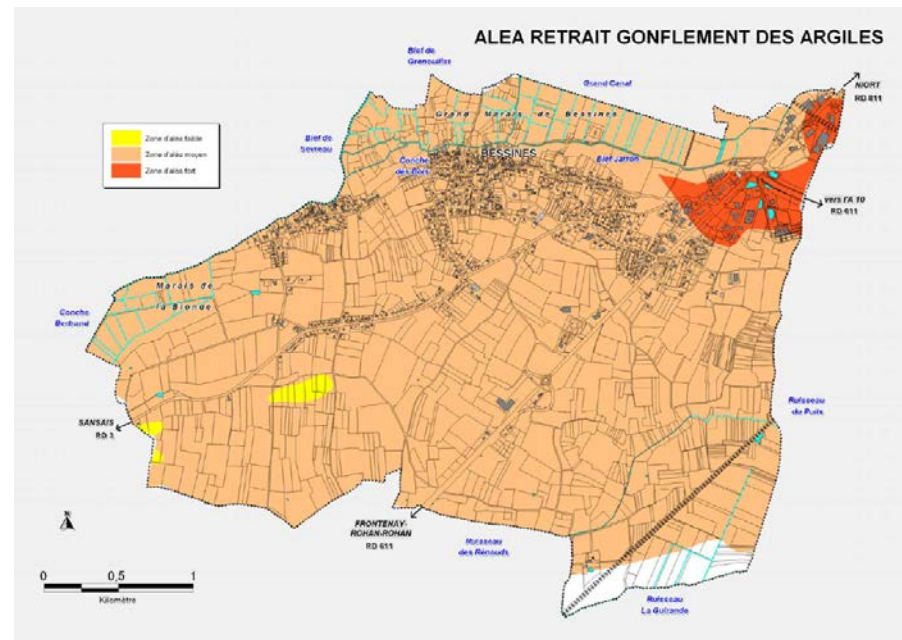 ALEA RETRAIT GONFLEMENT DES ARGILES
Bief de
Grenouillse
Grand Canal
NIORT
RD 811
Zone d'aléa faible
Zone d'aléa moyen
Zone d'aléa fort
Grand Marais de Bessines
Bief de
Sevreau
Conche
des Bois
BESSINES
Bief Jarron
vers l'A 10
RD 611
Marais de
la Blonde
Conche
Bertrand
SANSAIS
RD 3
Ruisseau
du Puits
N
FRONTENAY-
ROHAN-ROHAN
RD 611
Ruisseau
des Rénauds
0 0,5 1
Kilomètre
Ruisseau
La Guirande